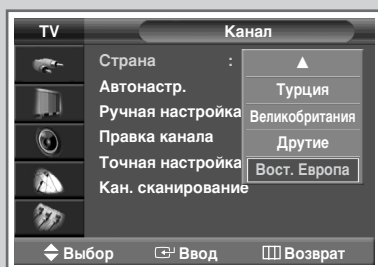 TV Канал
Страна : ▲
Автонастр. Турция
Ручная настройка Великобритания
Правка канала Другие
Точная настройка Вост. Европа
Кан. сканирование
Выбор Ввод Возврат